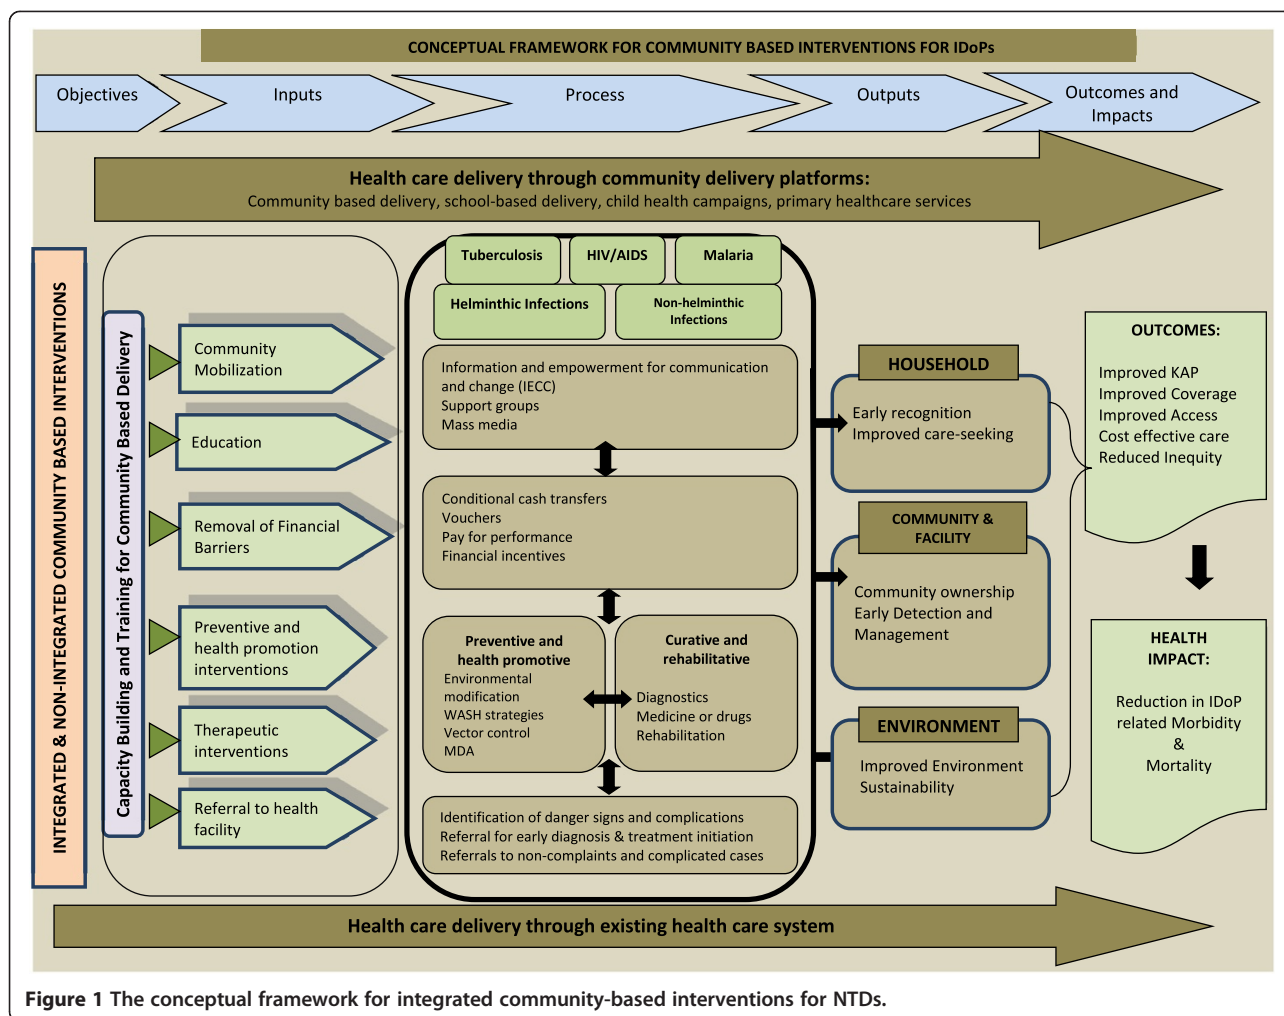 CONCEPTUAL FRAMEWORK FOR COMMUNITY BASED INTERVENTIONS FOR IDoPs
Objectives
Inputs
Process
Outputs
Outcomes and
Impacts
Health care delivery through community delivery platforms:
Community based delivery, school-based delivery, child health campaigns, primary healthcare services
INTEGRATED & NON-INTEGRATED COMMUNITY BASED INTERVENTIONS
Capacity Building and Training for Community Based Delivery
Community
Mobilization
Education
Removal of Financial
Barriers
Preventive and
health promotion
interventions
Therapeutic
interventions
Referral to health
facility
Tuberculosis
HIV/AIDS
Malaria
Helminthic Infections
Non-helminthic
Infections
Information and empowerment for communication
and change (IECC)
Support groups
Mass media
Conditional cash transfers
Vouchers
Pay for performance
Financial incentives
Preventive and
health promotive
Environmental
modification
WASH strategies
Vector control
MDA
Curative and
rehabilitative
Diagnostics
Medicine or drugs
Rehabilitation
Identification of danger signs and complications
Referral for early diagnosis & treatment initiation
Referrals to non-complaints and complicated cases
HOUSEHOLD
Early recognition
Improved care-seeking
COMMUNITY &
FACILITY
Community ownership
Early Detection and
Management
ENVIRONMENT
Improved Environment
Sustainability
OUTCOMES:
Improved KAP
Improved Coverage
Improved Access
Cost effective care
Reduced Inequity
HEALTH
IMPACT:
Reduction in IDoP
related Morbidity
&
Mortality
Health care delivery through existing health care system
Figure 1 The conceptual framework for integrated community-based interventions for NTDs.